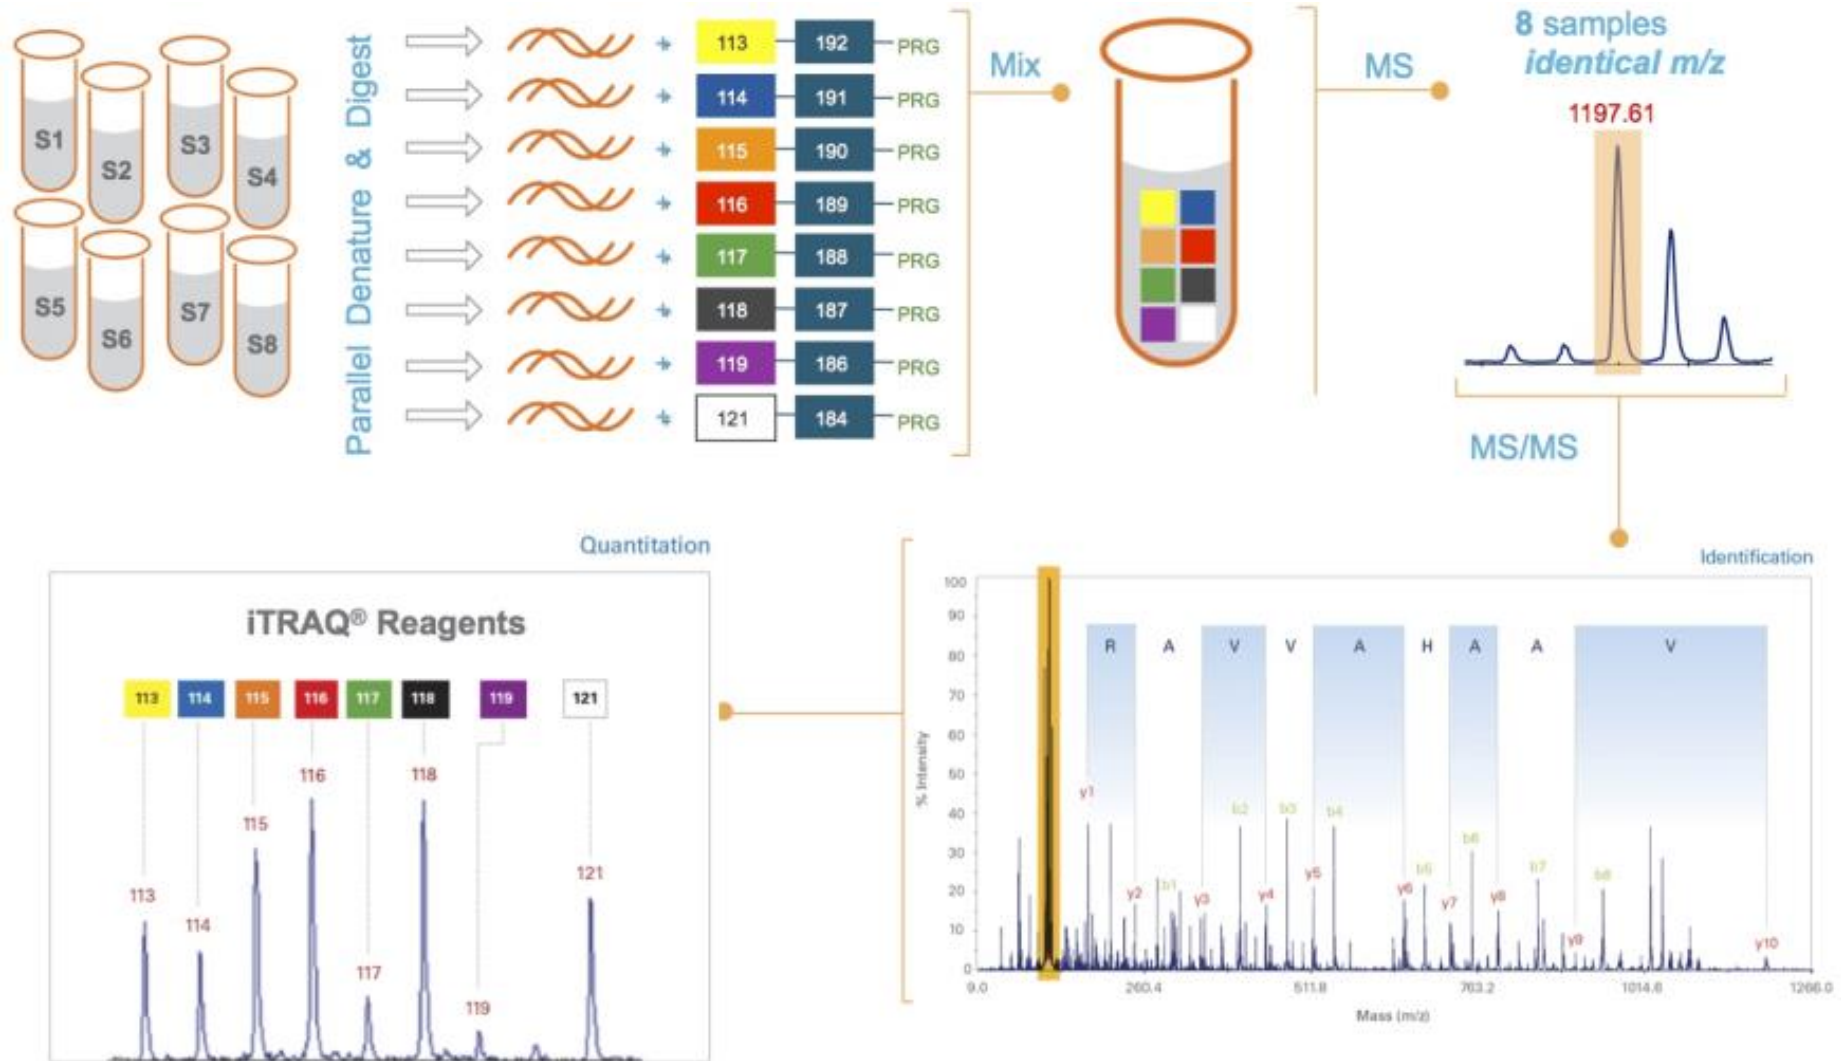 S1
S2
S3
S4
S5
S6
S7
S8
Parallel Denature & Digest
+ 113 192 PRG
+ 114 191 PRG
+ 115 190 PRG
+ 116 189 PRG
+ 117 188 PRG
+ 118 187 PRG
+ 119 186 PRG
+ 121 184 PRG
Mix
MS
8 samples
identical m/z
1197.61
MS/MS
Quantitation
iTRAQ® Reagents
113 114 115 116 117 118 119 121
116
118
115
121
113
114
117
119
Identification
R A V V A H A A V
y1
b2
b3
b4
b6
b7
b1
y2
y3
y4
y5
y6
b5
y7
y8
b8
y9
y10
100
90
80
70
60
50
40
30
20
10
0
% Intensity
9.0 260.4 511.8 763.2 1014.6 1266.0
Mass (m/z)